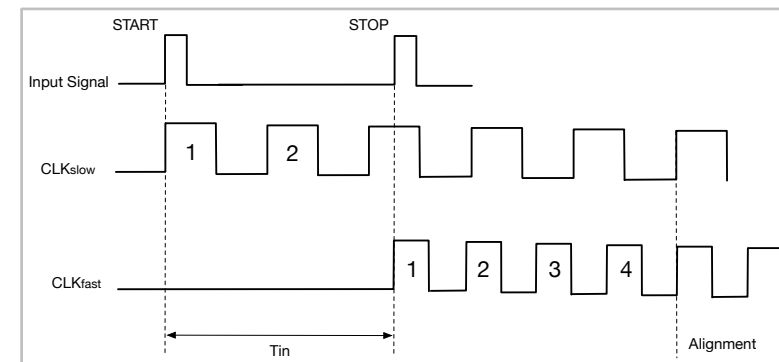 START STOP
Input Signal
1 2
CLKslow
1 2 3 4
CLKfast
Tin
Alignment